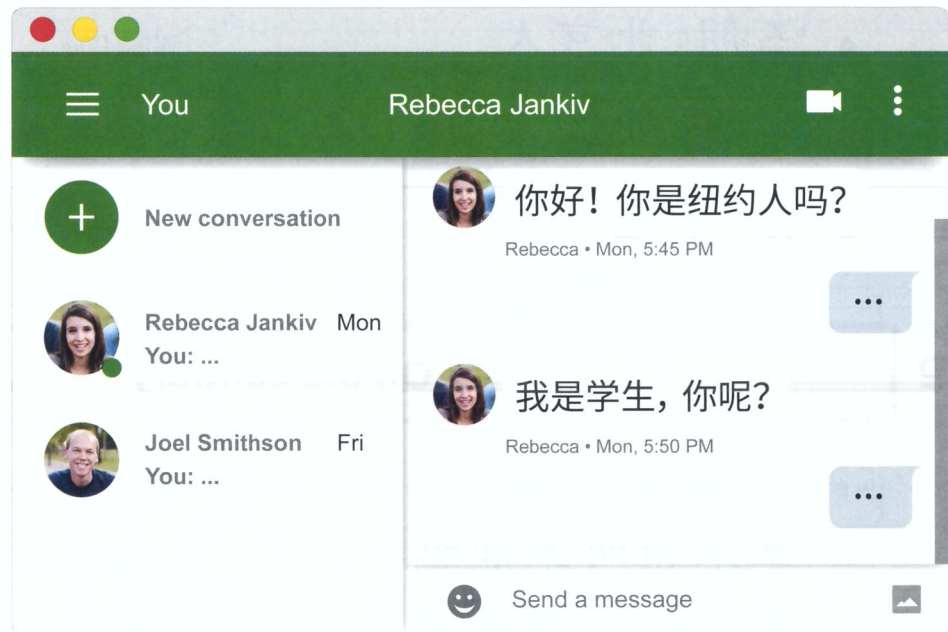 You
Rebecca Jankiv
New conversation
Rebecca Jankiv Mon
You: ...
Joel Smithson Fri
You: ...
你好！你是纽约人吗？
Rebecca • Mon, 5:45 PM
...
我是学生，你呢？
Rebecca • Mon, 5:50 PM
...
Send a message